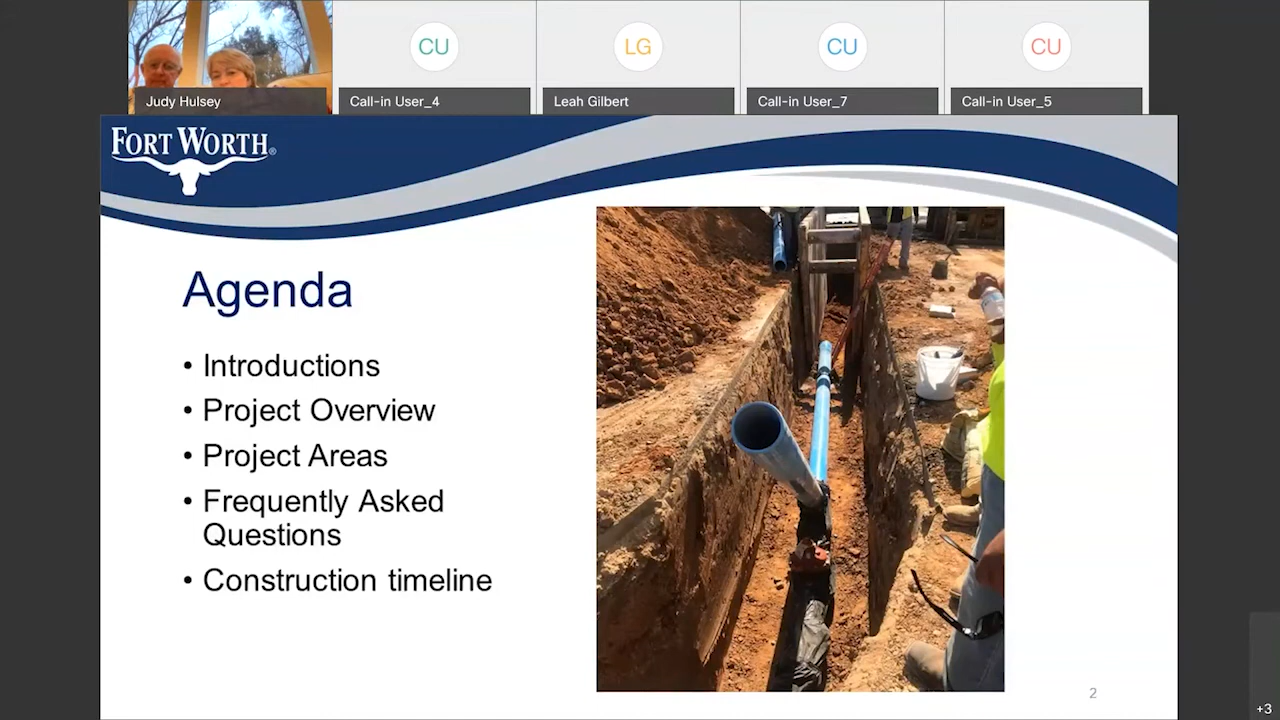 CU
LG
CU
CU
Judy Hulsey
Call-in User_4
Leah Gilbert
Call-in User_7
Call-in User_5
FORT WORTH®
Agenda
• Introductions
• Project Overview
• Project Areas
• Frequently Asked
Questions
• Construction timeline
2
+3